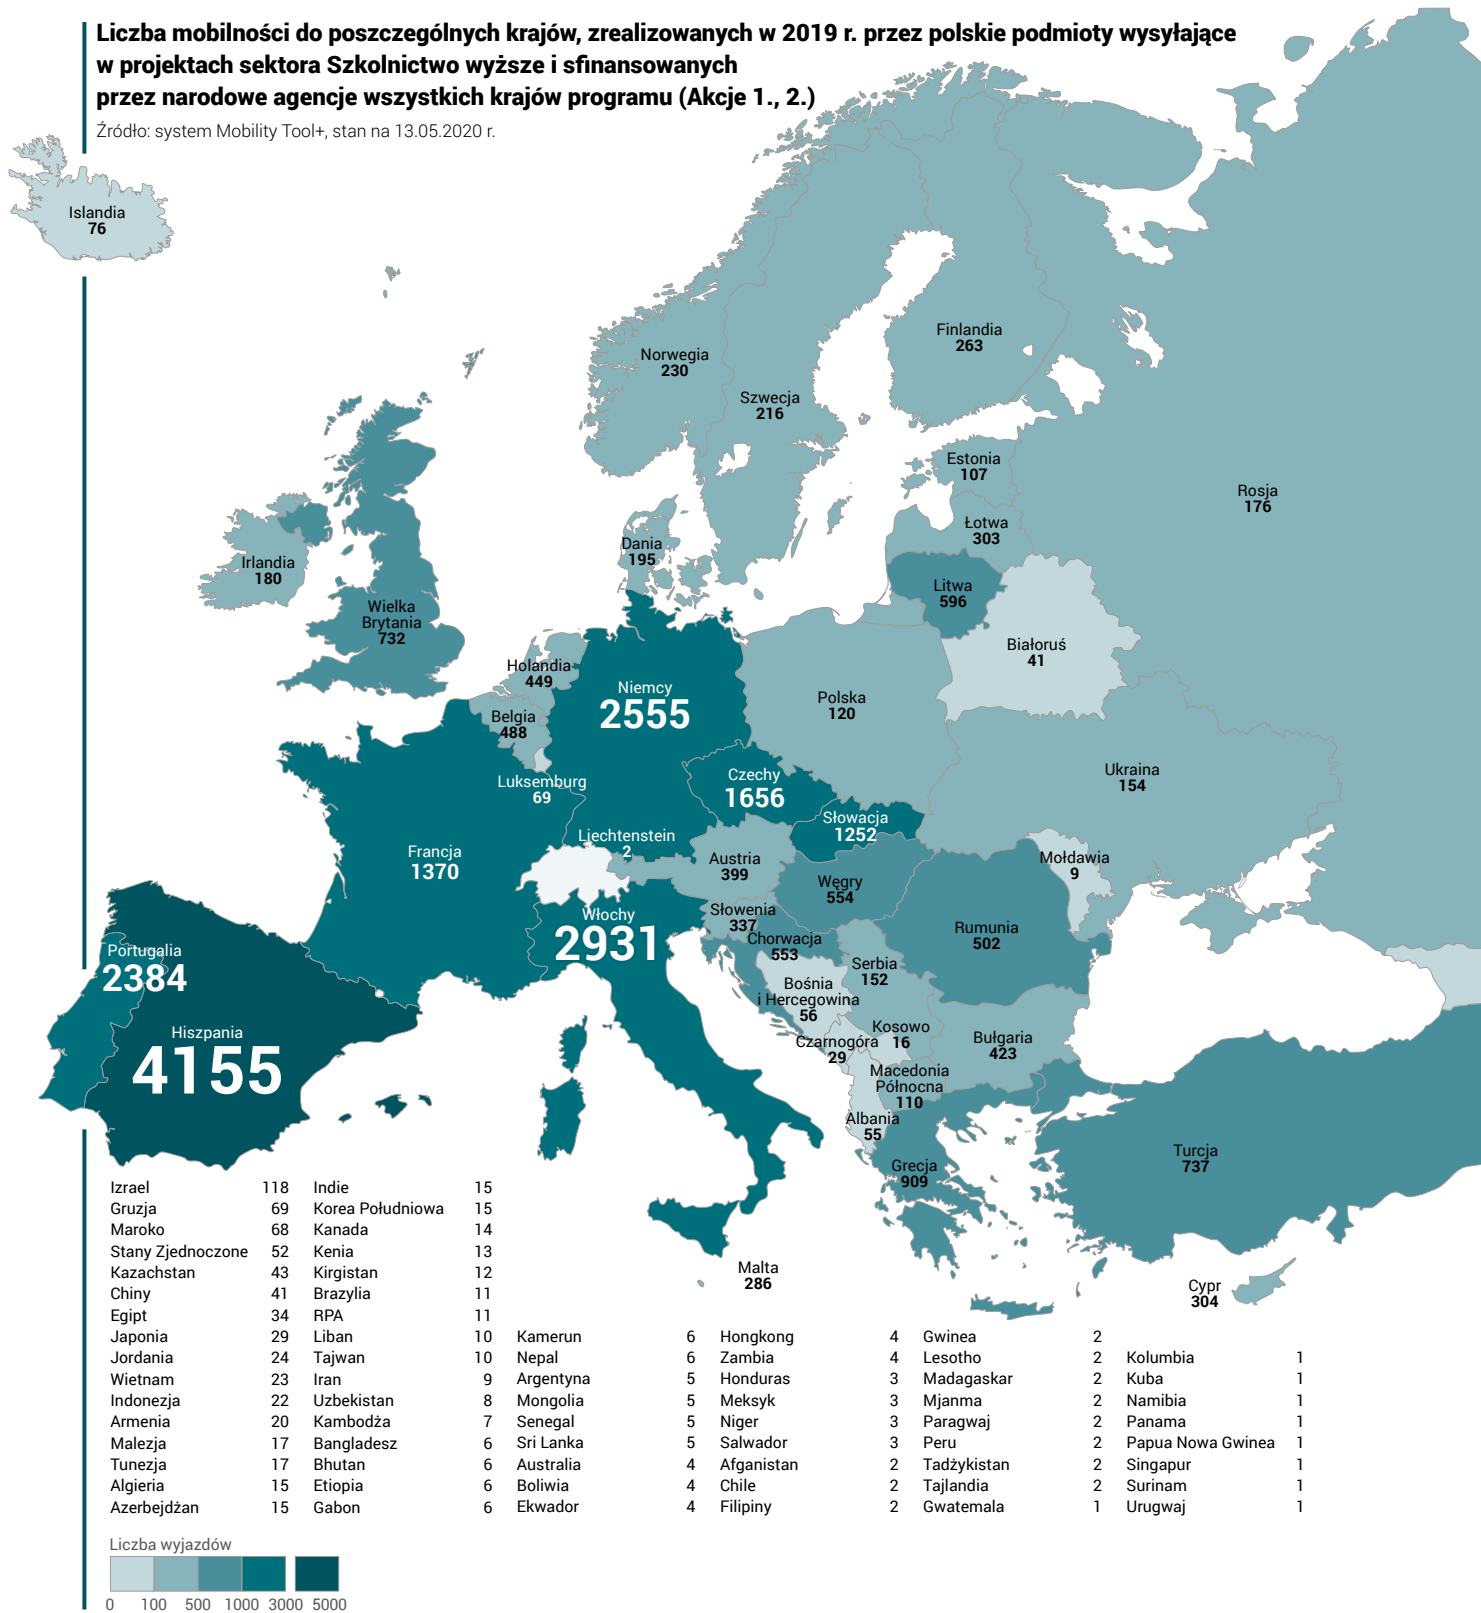 Liczba mobilności do poszczególnych krajów, zrealizowanych w 2019 r. przez polskie podmioty wysyłające
w projektach sektora Szkolnictwo wyższe i sfinansowanych
przez narodowe agencje wszystkich krajów programu (Akcje 1., 2.)
Źródło: system Mobility Tool+, stan na 13.05.2020 r.
Islandia
76
Finlandia
263
Norwegia
230
Szwecja
216
Estonia
107
Rosja
176
Łotwa
303
Dania
195
Irlandia
180
Litwa
596
Wielka
Brytania
732
Białoruś
41
Holandia
449
Niemcy
2555
Polska
120
Belgia
488
Ukraina
154
Luksemburg
69
Czechy
1656
Słowacja
1252
Liechtenstein
2
Francja
1370
Austria
399
Mołdawia
9
Węgry
554
Włochy
2931
Słowenia
337
Rumunia
502
Chorwacja
553
Portugalia
2384
Serbia
152
Bośnia
i Hercegowina
56
Hiszpania
4155
Kosowo
16
Czarnogóra
29
Bułgaria
423
Macedonia
Północna
110
Albania
55
Turcja
737
Grecja
909
Malta
286
Cypr
304
Izrael 118
Gruzja 69
Maroko 68
Stany Zjednoczone 52
Kazachstan 43
Chiny 41
Egipt 34
Japonia 29
Jordania 24
Wietnam 23
Indonezja 22
Armenia 20
Malezja 17
Tunezja 17
Algieria 15
Azerbejdżan 15
Indie 15
Korea Południowa 15
Kanada 14
Kenia 13
Kirgistan 12
Brazylia 11
RPA 11
Liban 10
Tajwan 10
Iran 9
Uzbekistan 8
Kambodża 7
Bangladesz 6
Bhutan 6
Etiopia 6
Gabon 6
Kamerun 6
Nepal 6
Argentyna 5
Mongolia 5
Senegal 5
Sri Lanka 5
Australia 4
Boliwia 4
Ekwador 4
Hongkong 4
Zambia 4
Honduras 3
Meksyk 3
Niger 3
Salwador 3
Afganistan 2
Chile 2
Filipiny 2
Gwinea 2
Lesotho 2
Madagaskar 2
Mjanma 2
Paragwaj 2
Peru 2
Tadżykistan 2
Tajlandia 2
Gwatemala 1
Kolumbia 1
Kuba 1
Namibia 1
Panama 1
Papua Nowa Gwinea 1
Singapur 1
Surinam 1
Urugwaj 1
Liczba wyjazdów
0 100 500 1000 3000 5000